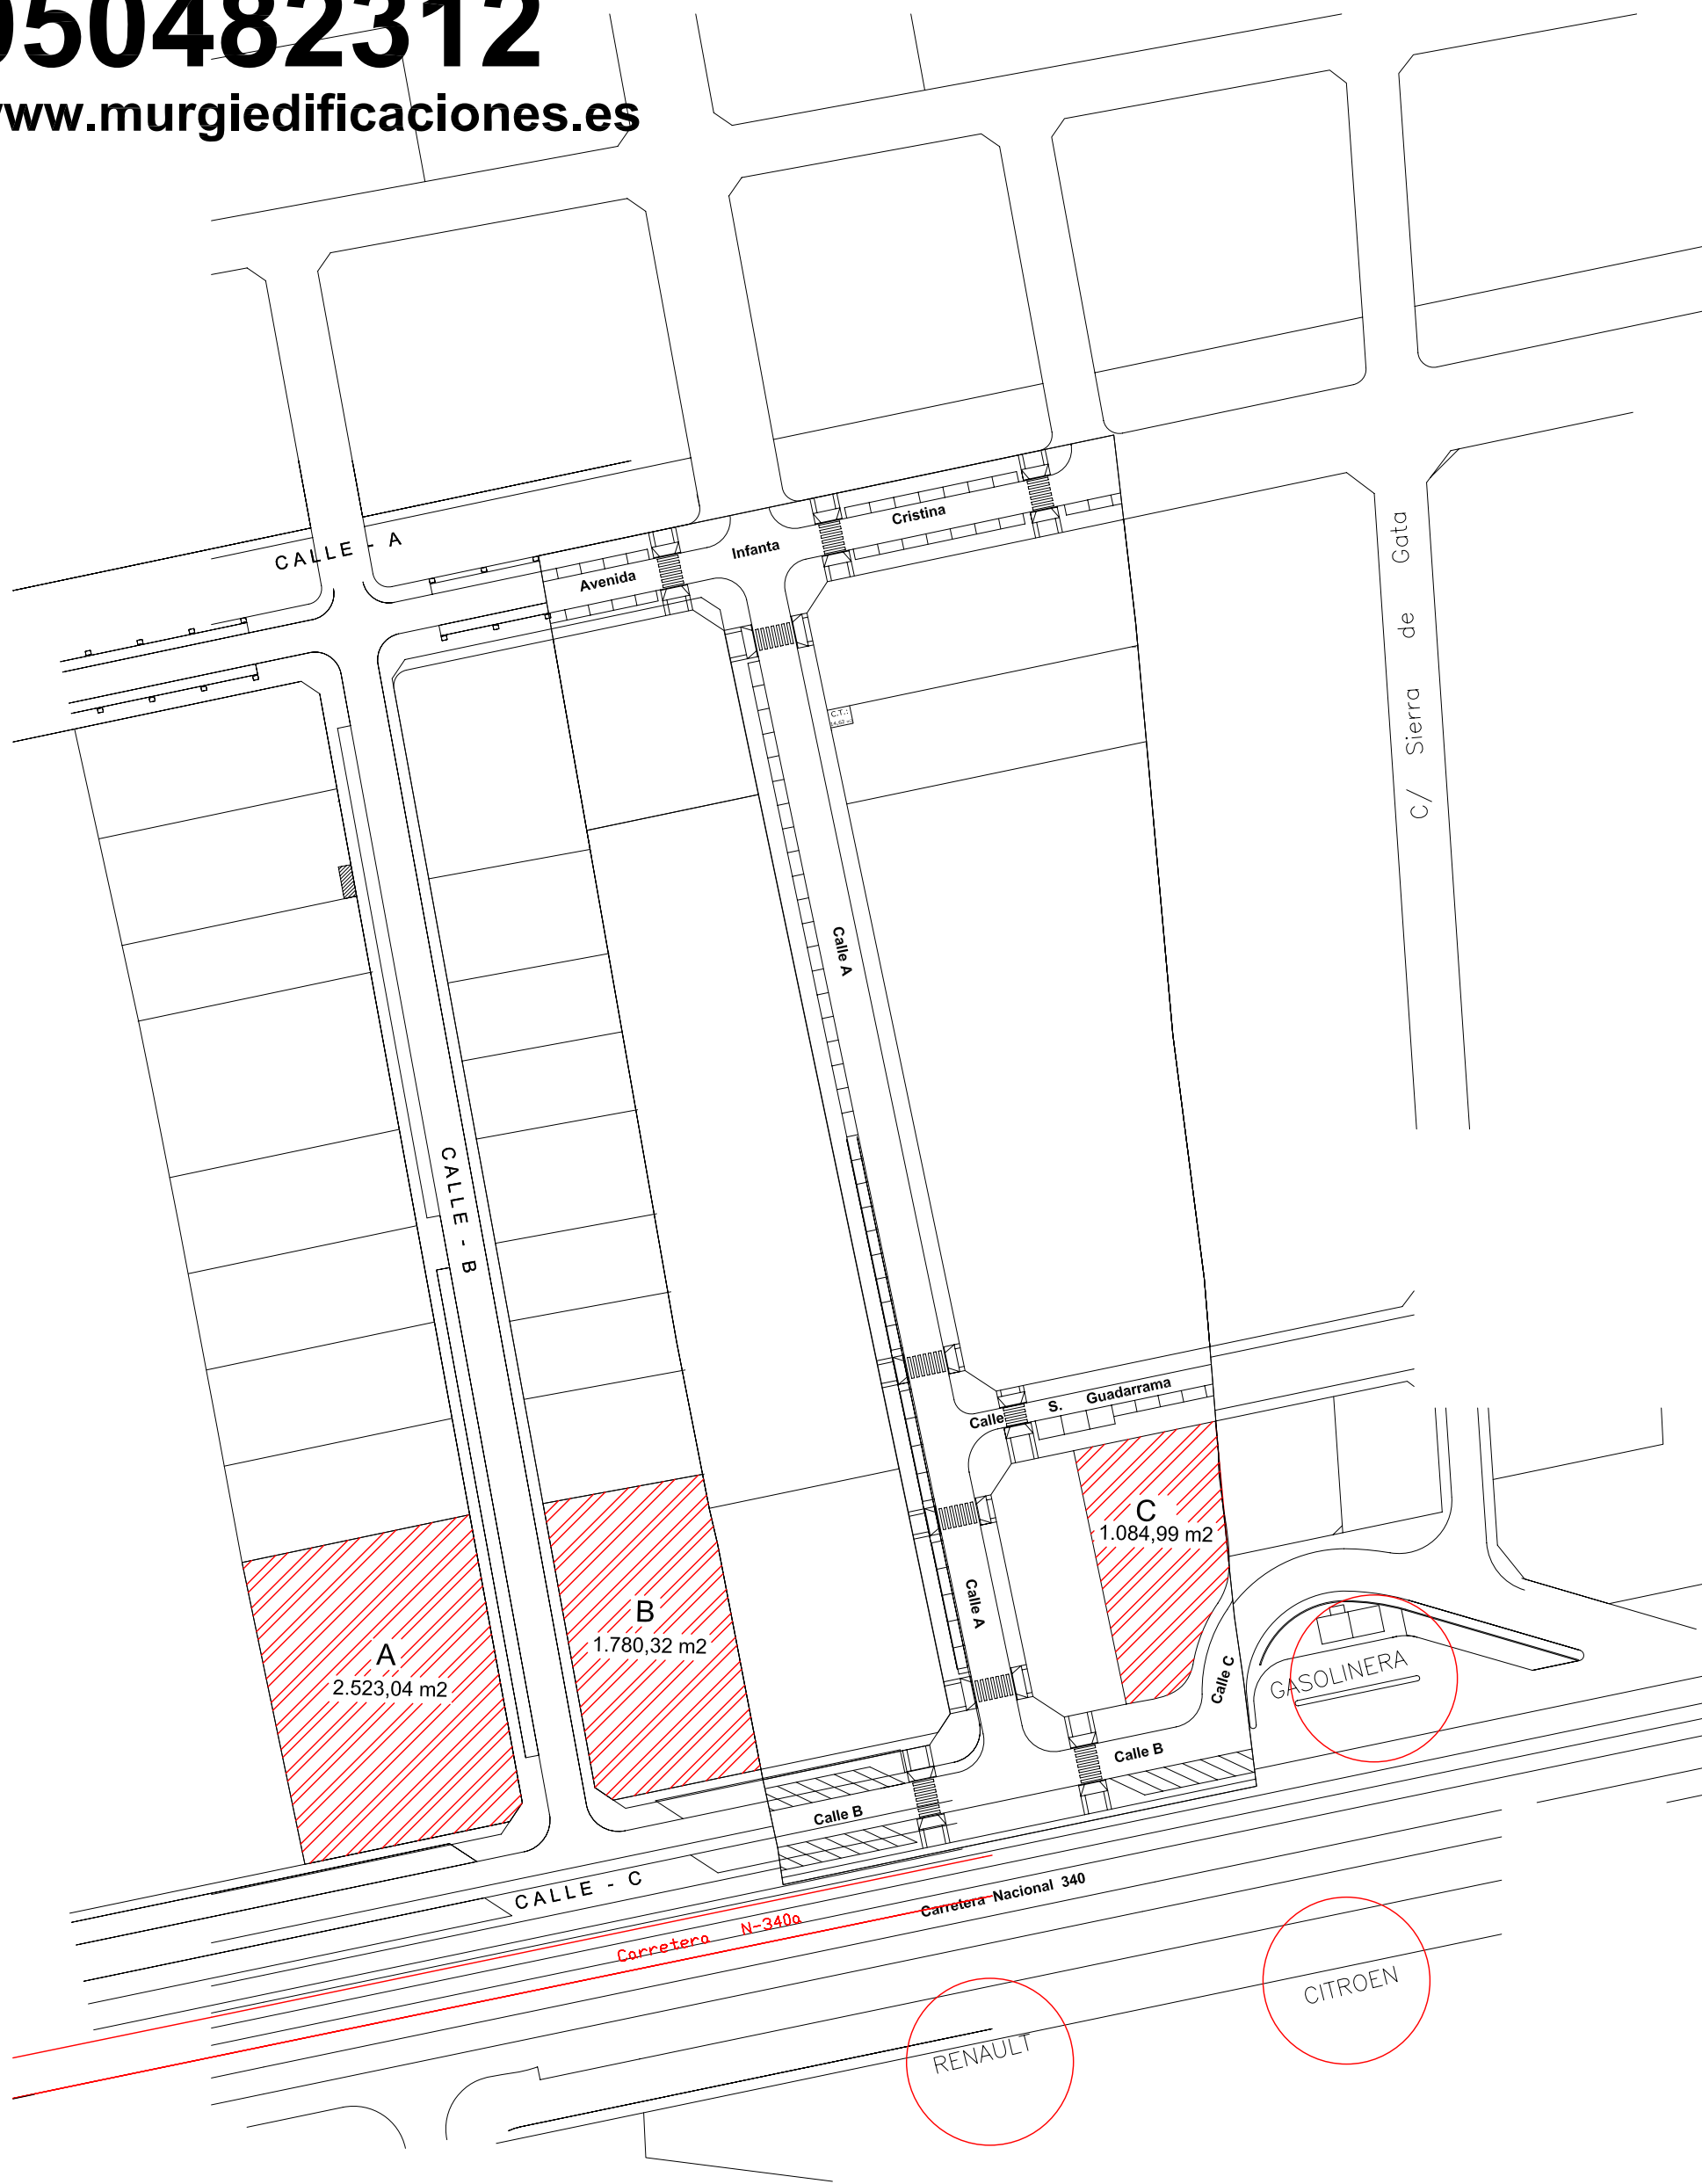 950482312
www.murgiedificaciones.es
CALLE - A
Avenida Infanta Cristina
C/ Sierra de Gata
C.T.:
Calle A
CALLE - B
Calle S. Guadarrama
C
1.084,99 m2
B
1.780,32 m2
A
2.523,04 m2
Calle A
Calle C
GASOLINERA
Calle B
Calle B
CALLE - C
Carretera Nacional 340
Carretera N-340a
CITROEN
RENAULT